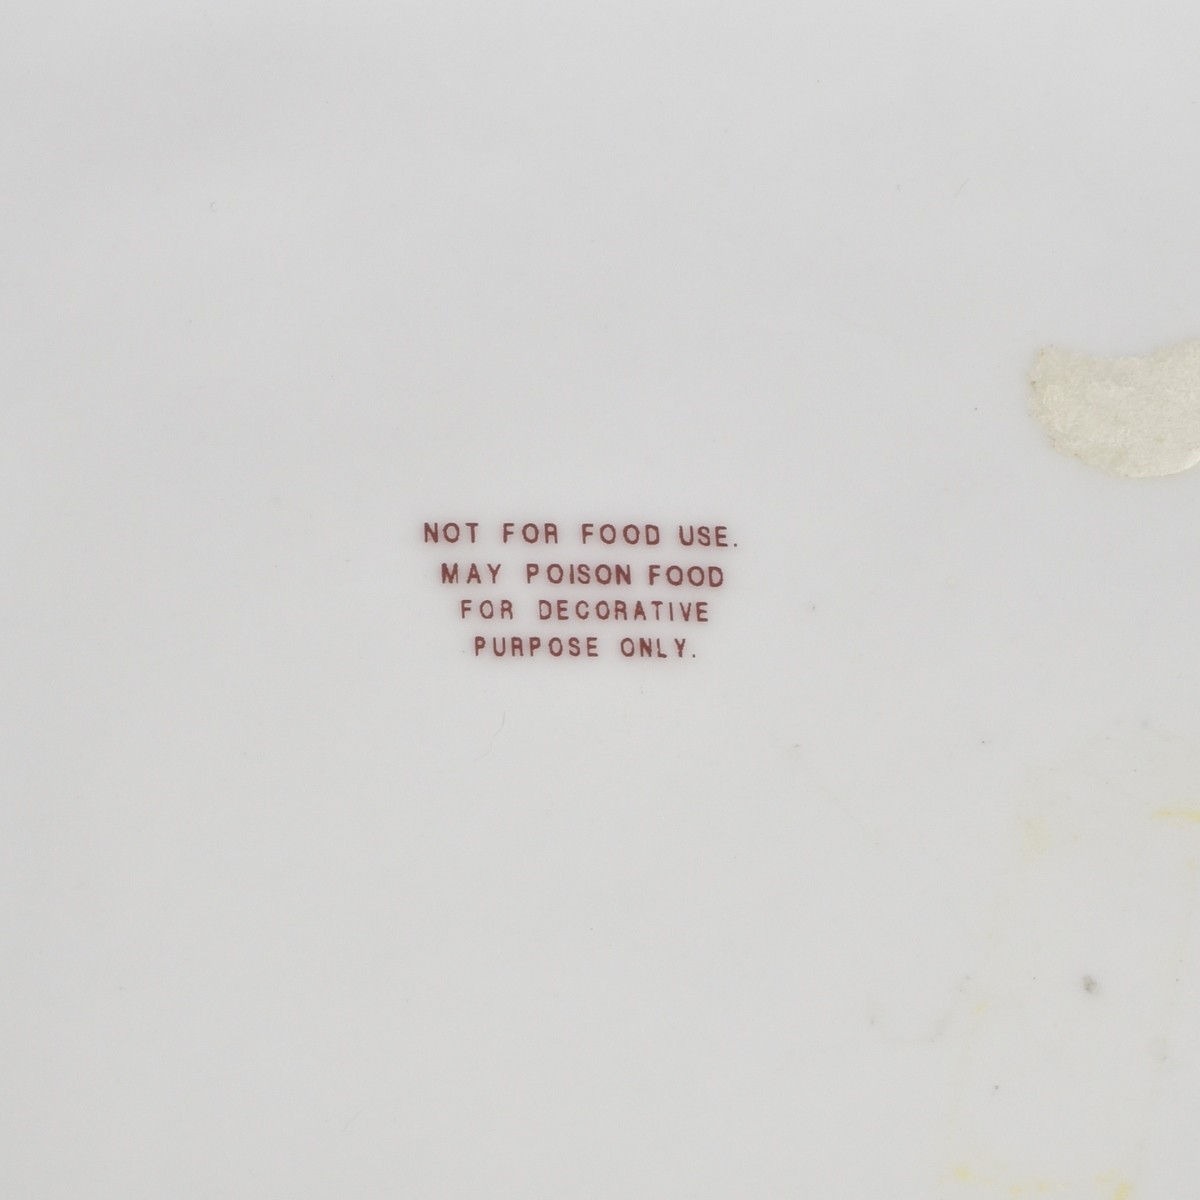 NOT FOR FOOD USE.
MAY POISON FOOD
FOR DECORATIVE
PURPOSE ONLY.